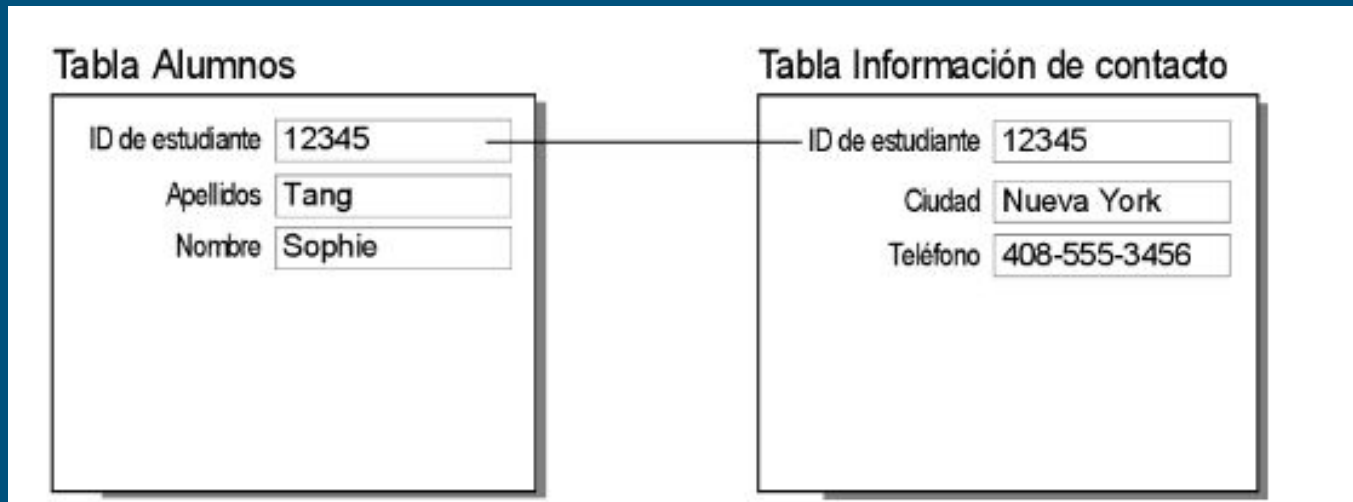 Tabla Alumnos
ID de estudiante 12345
Apellidos Tang
Nombre Sophie
Tabla Información de contacto
ID de estudiante 12345
Ciudad Nueva York
Teléfono 408-555-3456